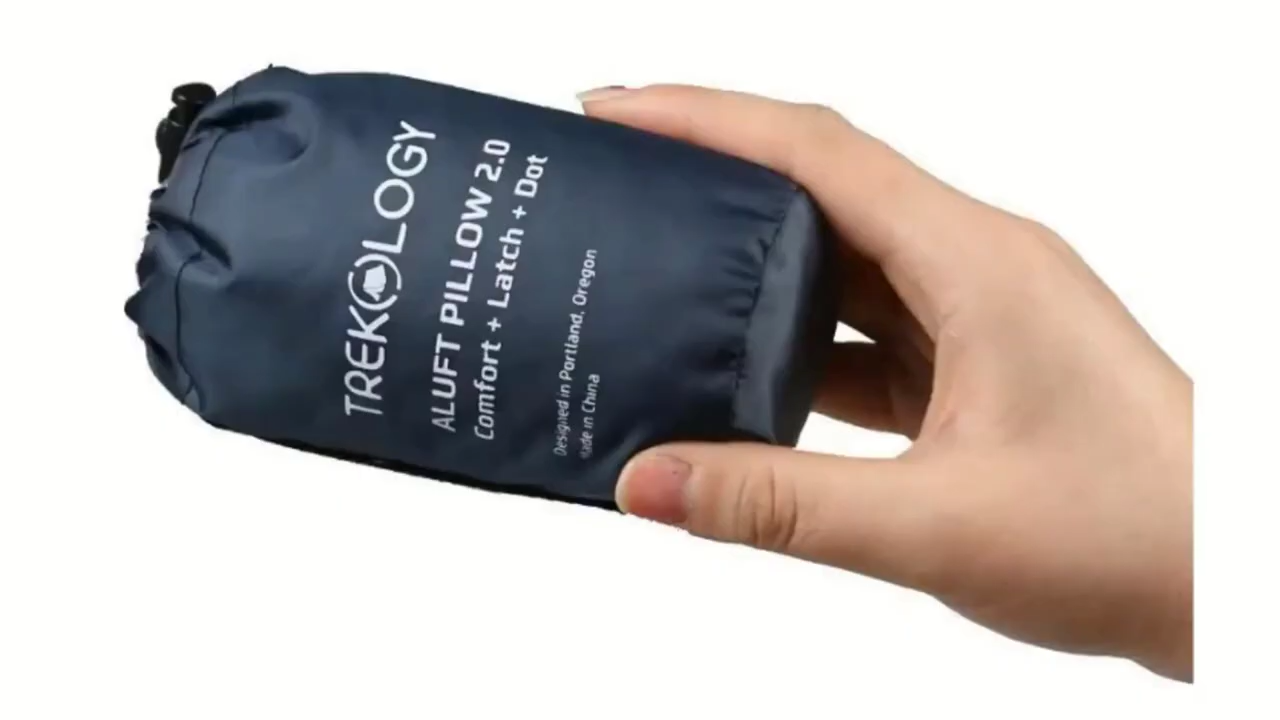 TREKOLOGY
ALUFT PILLOW 2.0
Comfort + Latch + Dot
Designed in Portland, Oregon
Made in China